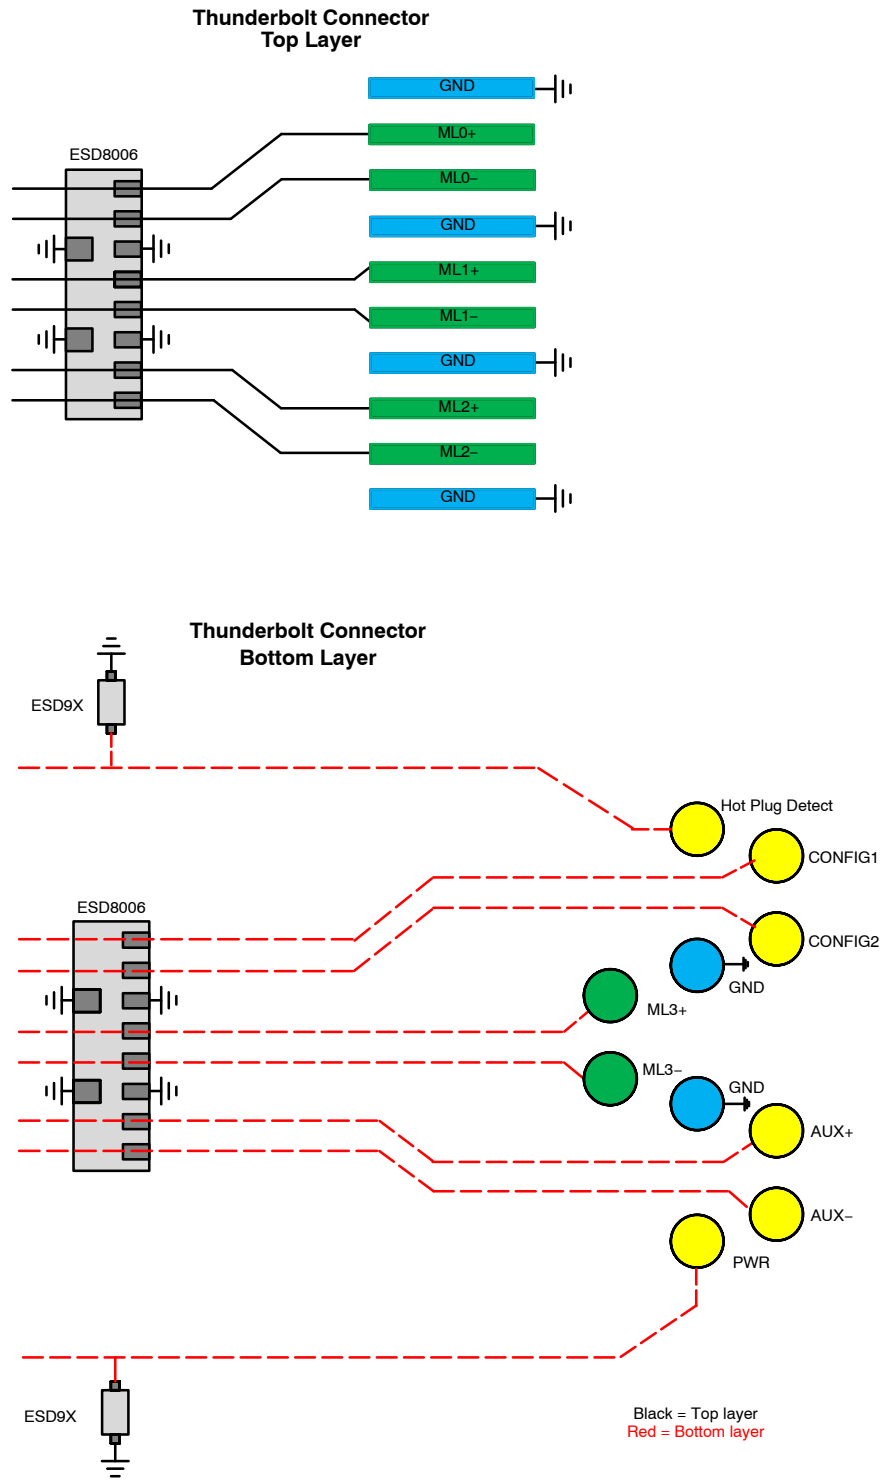 Thunderbolt Connector
Top Layer
GND
ML0+
ESD8006
ML0−
GND
ML1+
ML1−
GND
ML2+
ML2−
GND
Thunderbolt Connector
Bottom Layer
ESD9X
Hot Plug Detect
CONFIG1
ESD8006
CONFIG2
GND
ML3+
ML3−
GND
AUX+
AUX−
PWR
ESD9X
Black = Top layer
Red = Bottom layer